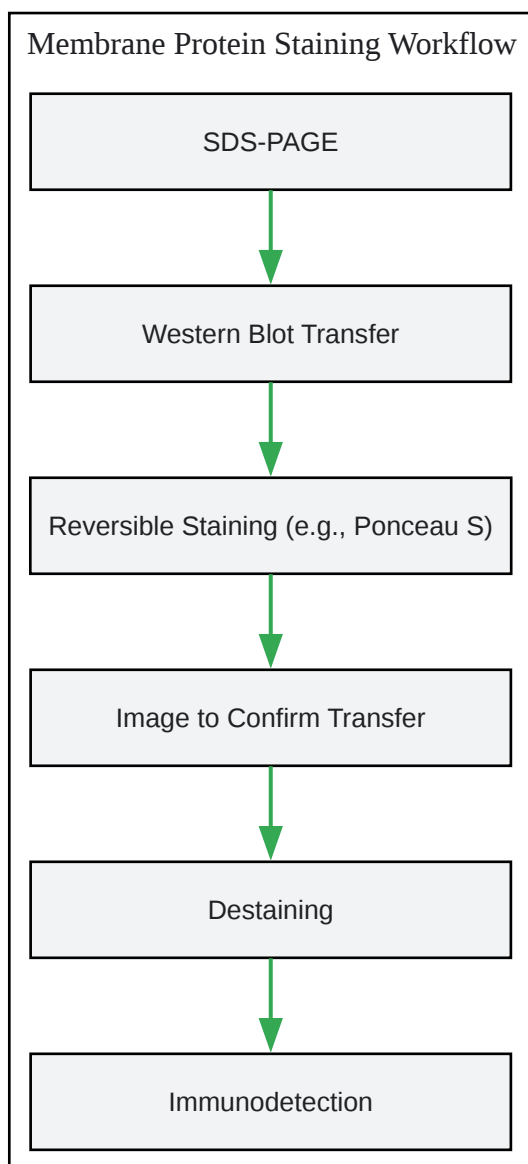 Membrane Protein Staining Workflow
SDS-PAGE
Western Blot Transfer
Reversible Staining (e.g., Ponceau S)
Image to Confirm Transfer
Destaining
Immunodetection